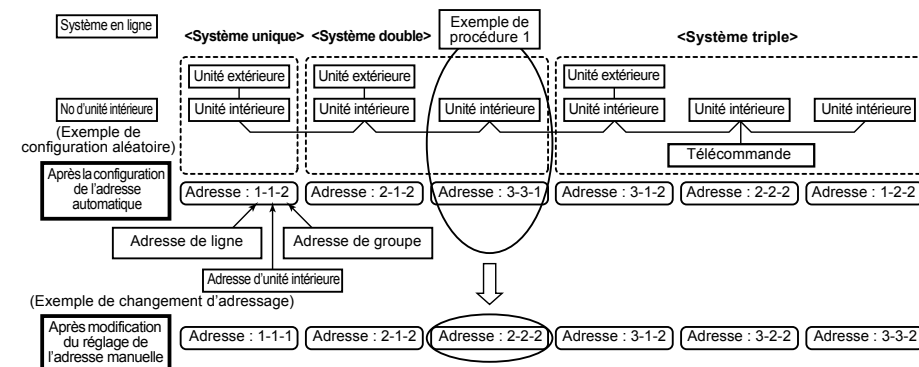 Système en ligne
<Système unique>
<Système double>
Exemple de
procédure 1
<Système triple>
Unité extérieure
Unité extérieure
Unité extérieure
No d'unité intérieure
Unité intérieure
Unité intérieure
Unité intérieure
Unité intérieure
Unité intérieure
Unité intérieure
(Exemple de
configuration aléatoire)
Télécommande
Après la configuration
de l'adresse
automatique
Adresse : 1-1-2
Adresse : 2-1-2
Adresse : 3-3-1
Adresse : 3-1-2
Adresse : 2-2-2
Adresse : 1-2-2
Adresse de ligne
Adresse de groupe
Adresse d'unité intérieure
(Exemple de changement d'adressage)
Après modification
du réglage de
l'adresse manuelle
Adresse : 1-1-1
Adresse : 2-1-2
Adresse : 2-2-2
Adresse : 3-1-2
Adresse : 3-2-2
Adresse : 3-3-2